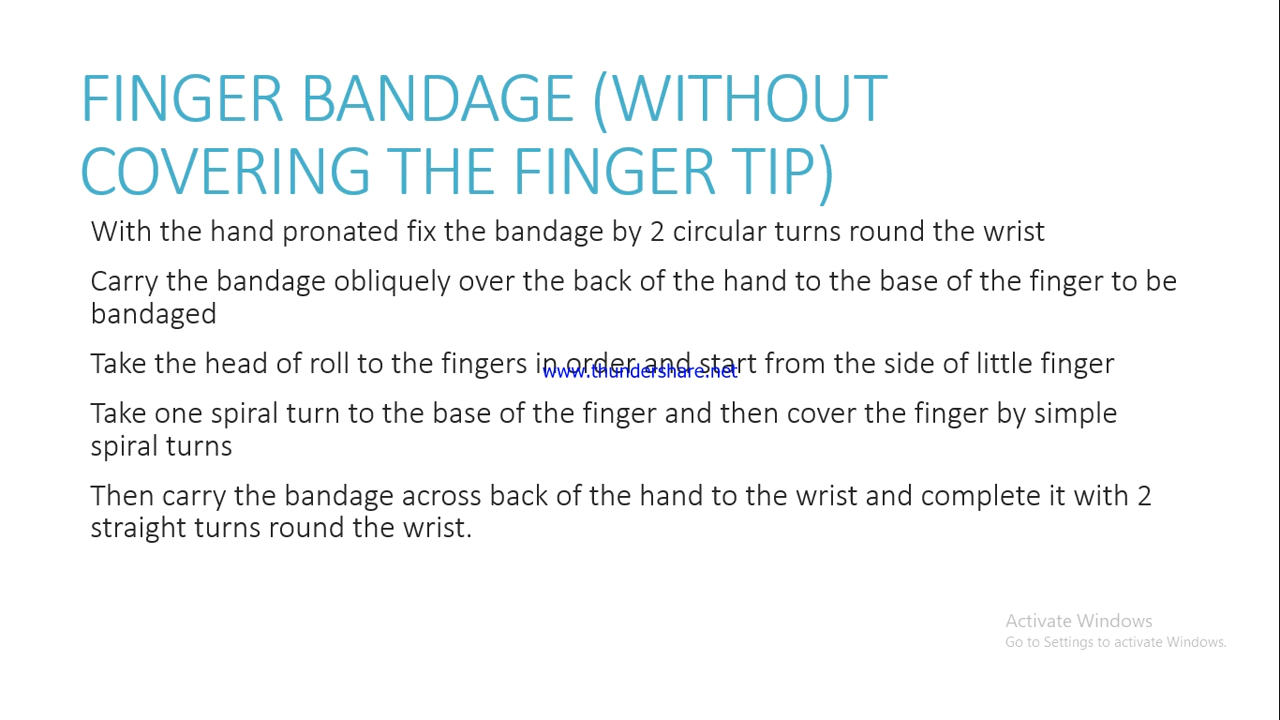 FINGER BANDAGE (WITHOUT
COVERING THE FINGER TIP)
With the hand pronated fix the bandage by 2 circular turns round the wrist
Carry the bandage obliquely over the back of the hand to the base of the finger to be
bandaged
Take the head of roll to the fingers in order and start from the side of little finger
www.thundershare.net
Take one spiral turn to the base of the finger and then cover the finger by simple
spiral turns
Then carry the bandage across back of the hand to the wrist and complete it with 2
straight turns round the wrist.
Activate Windows
Go to Settings to activate Windows.